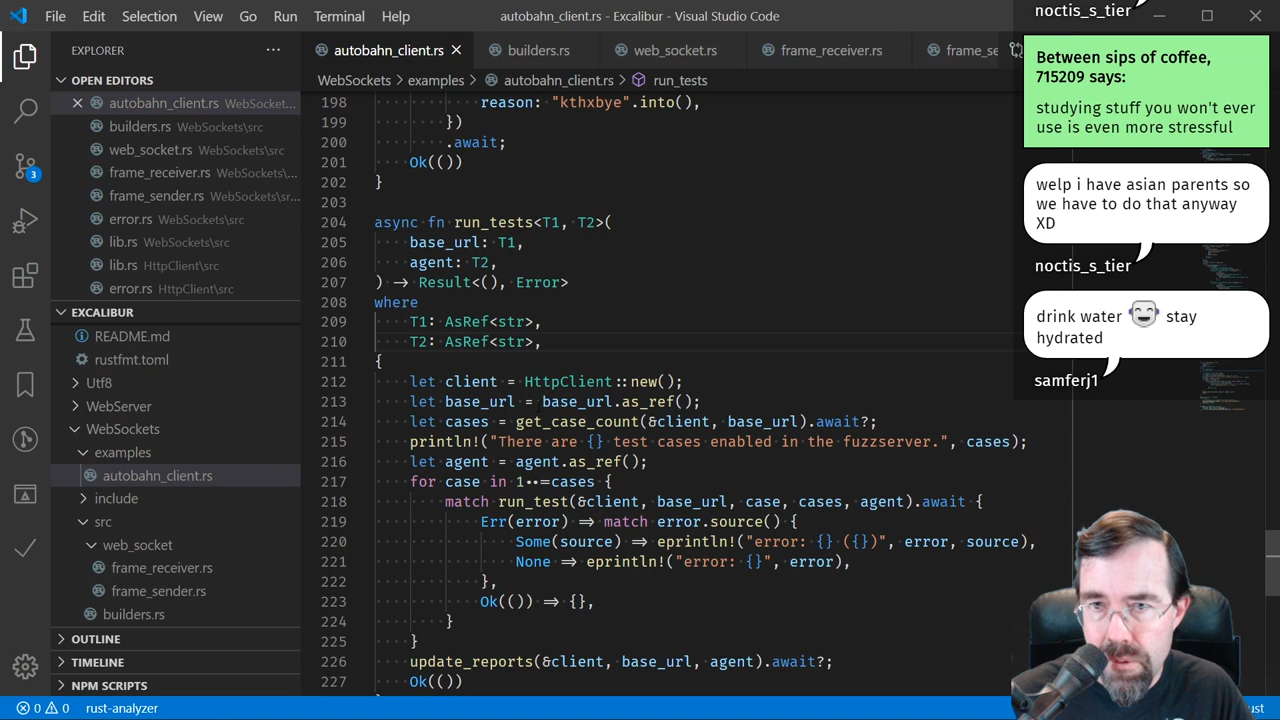 File Edit Selection View Go Run Terminal Help
autobahn_client.rs - Excalibur - Visual Studio Code
EXPLORER
OPEN EDITORS
autobahn_client.rs WebSocket...
builders.rs WebSockets\src
web_socket.rs WebSockets\src
frame_receiver.rs WebSockets\...
frame_sender.rs WebSockets\sr...
error.rs WebSockets\src
lib.rs WebSockets\src
lib.rs HttpClient\src
error.rs HttpClient\src
EXCALIBUR
README.md
rustfmt.toml
Utf8
WebServer
WebSockets
examples
autobahn_client.rs
include
src
web_socket
frame_receiver.rs
frame_sender.rs
builders.rs
OUTLINE
TIMELINE
NPM SCRIPTS
3
autobahn_client.rs builders.rs web_socket.rs frame_receiver.rs frame_se
WebSockets > examples > autobahn_client.rs > run_tests
198 reason: "kthxbye".into(),
199 })
200 .await;
201 Ok(())
202 }
203
204 async fn run_tests<T1, T2>(
205 base_url: T1,
206 agent: T2,
207 ) -> Result<(), Error>
208 where
209 T1: AsRef<str>,
210 T2: AsRef<str>,
211 {
212 let client = HttpClient::new();
213 let base_url = base_url.as_ref();
214 let cases = get_case_count(&client, base_url).await?;
215 println!("There are {} test cases enabled in the fuzzserver.", cases);
216 let agent = agent.as_ref();
217 for case in 1..=cases {
218 match run_test(&client, base_url, case, cases, agent).await {
219 Err(error) => match error.source() {
220 Some(source) => eprintln!("error: {} ({})", error, source),
221 None => eprintln!("error: {}", error),
222 },
223 Ok(()) => {},
224 }
225 }
226 update_reports(&client, base_url, agent).await?;
227 Ok(())
noctis_s_tier
Between sips of coffee,
715209 says:
studying stuff you won't ever
use is even more stressful
welp i have asian parents so
we have to do that anyway
XD
noctis_s_tier
drink water stay
hydrated
samferj1
0 0 rust-analyzer
ust